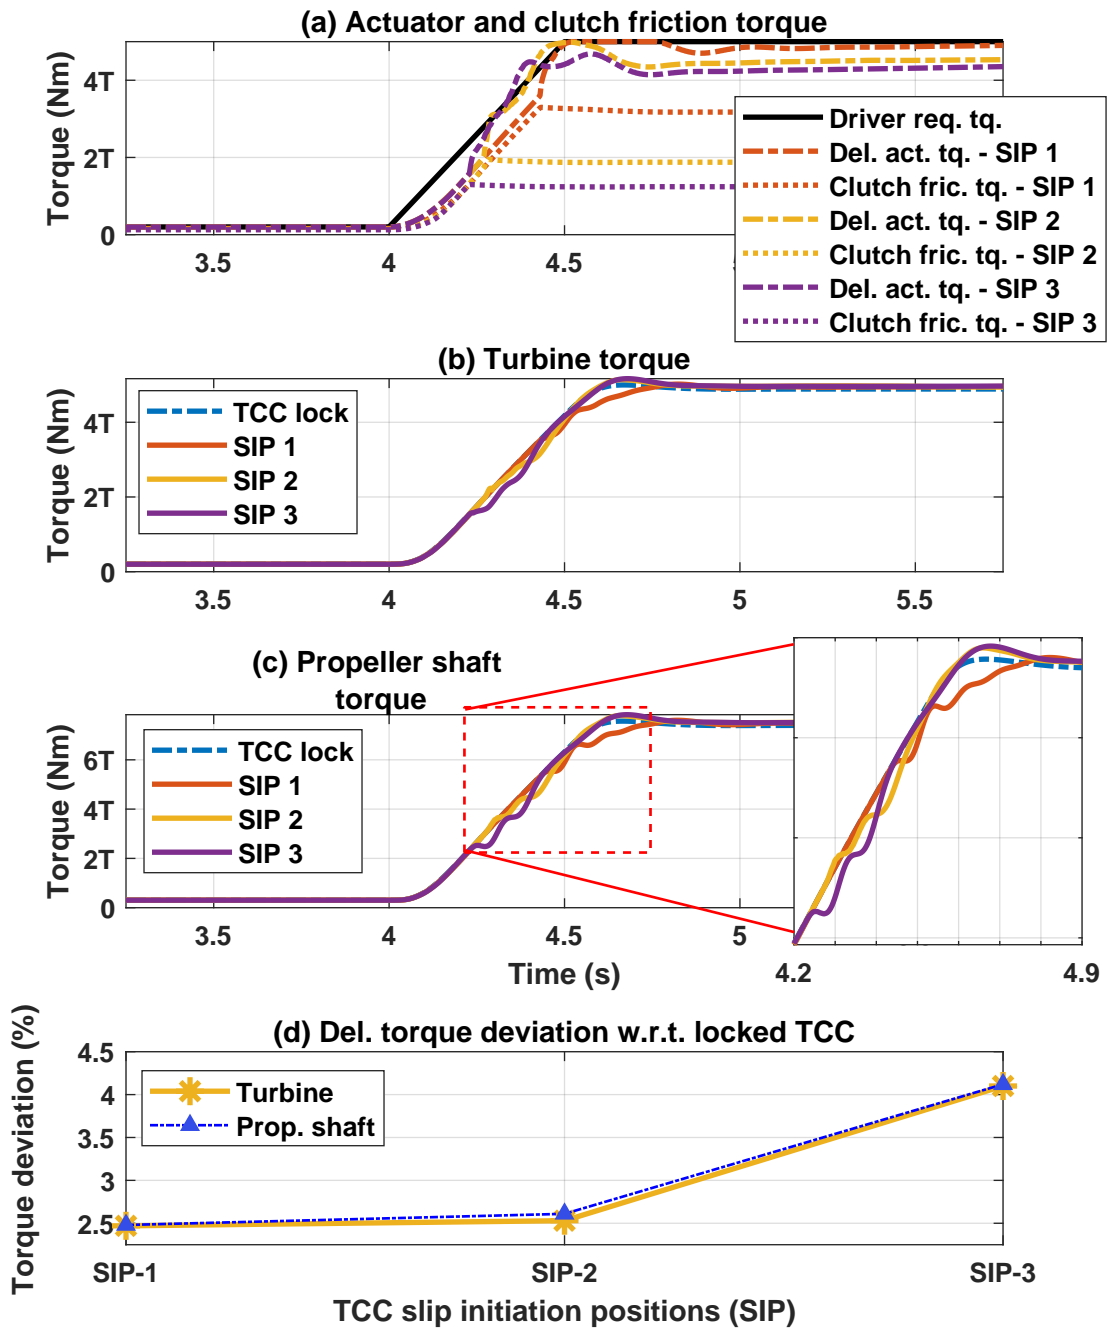 (a) Actuator and clutch friction torque
Torque (Nm)
4T
2T
0
3.5
4
4.5
Driver req. tq.
Del. act. tq. - SIP 1
Clutch fric. tq. - SIP 1
Del. act. tq. - SIP 2
Clutch fric. tq. - SIP 2
Del. act. tq. - SIP 3
Clutch fric. tq. - SIP 3
(b) Turbine torque
Torque (Nm)
4T
2T
0
TCC lock
SIP 1
SIP 2
SIP 3
3.5
4
4.5
5
5.5
(c) Propeller shaft
torque
Torque (Nm)
6T
4T
2T
0
TCC lock
SIP 1
SIP 2
SIP 3
3.5
4
4.5
5
4.2
4.9
Time (s)
(d) Del. torque deviation w.r.t. locked TCC
Torque deviation (%)
4.5
4
3.5
3
2.5
Turbine
Prop. shaft
SIP-1
SIP-2
SIP-3
TCC slip initiation positions (SIP)